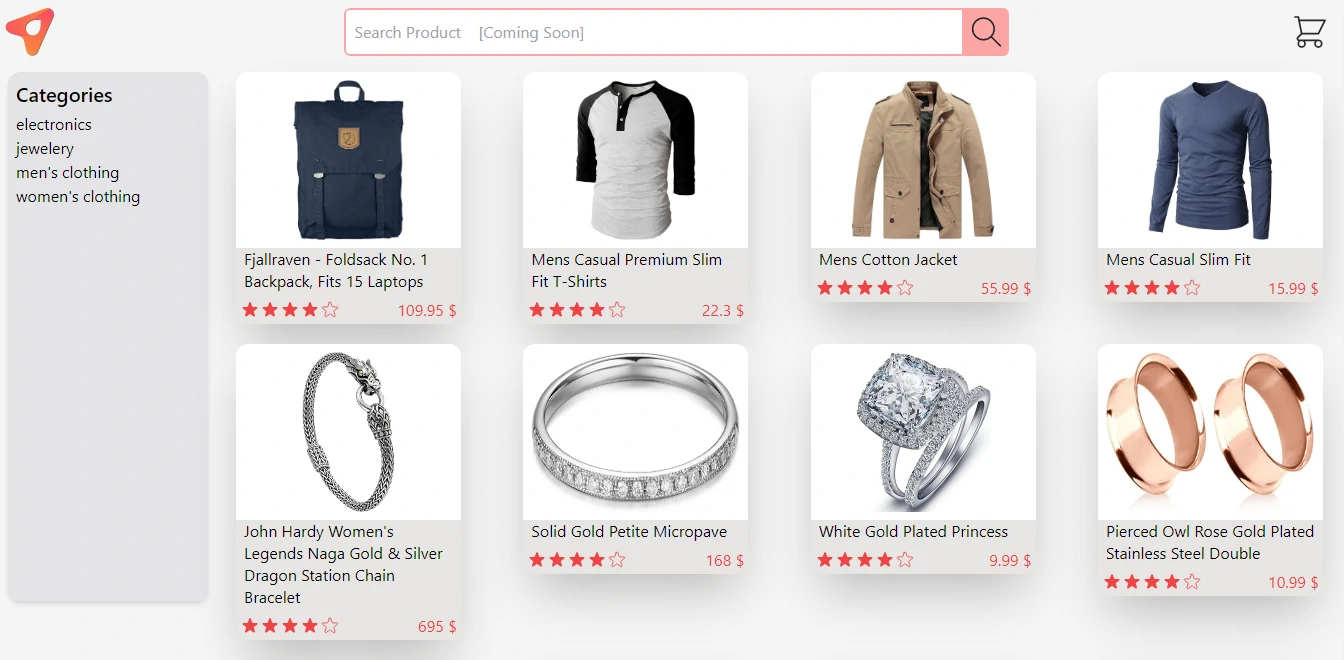 Search Product [Coming Soon]
Categories
electronics
jewelery
men's clothing
women's clothing
Fjallraven - Foldsack No. 1
Backpack, Fits 15 Laptops
109.95 $
Mens Casual Premium Slim
Fit T-Shirts
22.3 $
Mens Cotton Jacket
55.99 $
Mens Casual Slim Fit
15.99 $
John Hardy Women's
Legends Naga Gold & Silver
Dragon Station Chain
Bracelet
695 $
Solid Gold Petite Micropave
168 $
White Gold Plated Princess
9.99 $
Pierced Owl Rose Gold Plated
Stainless Steel Double
10.99 $